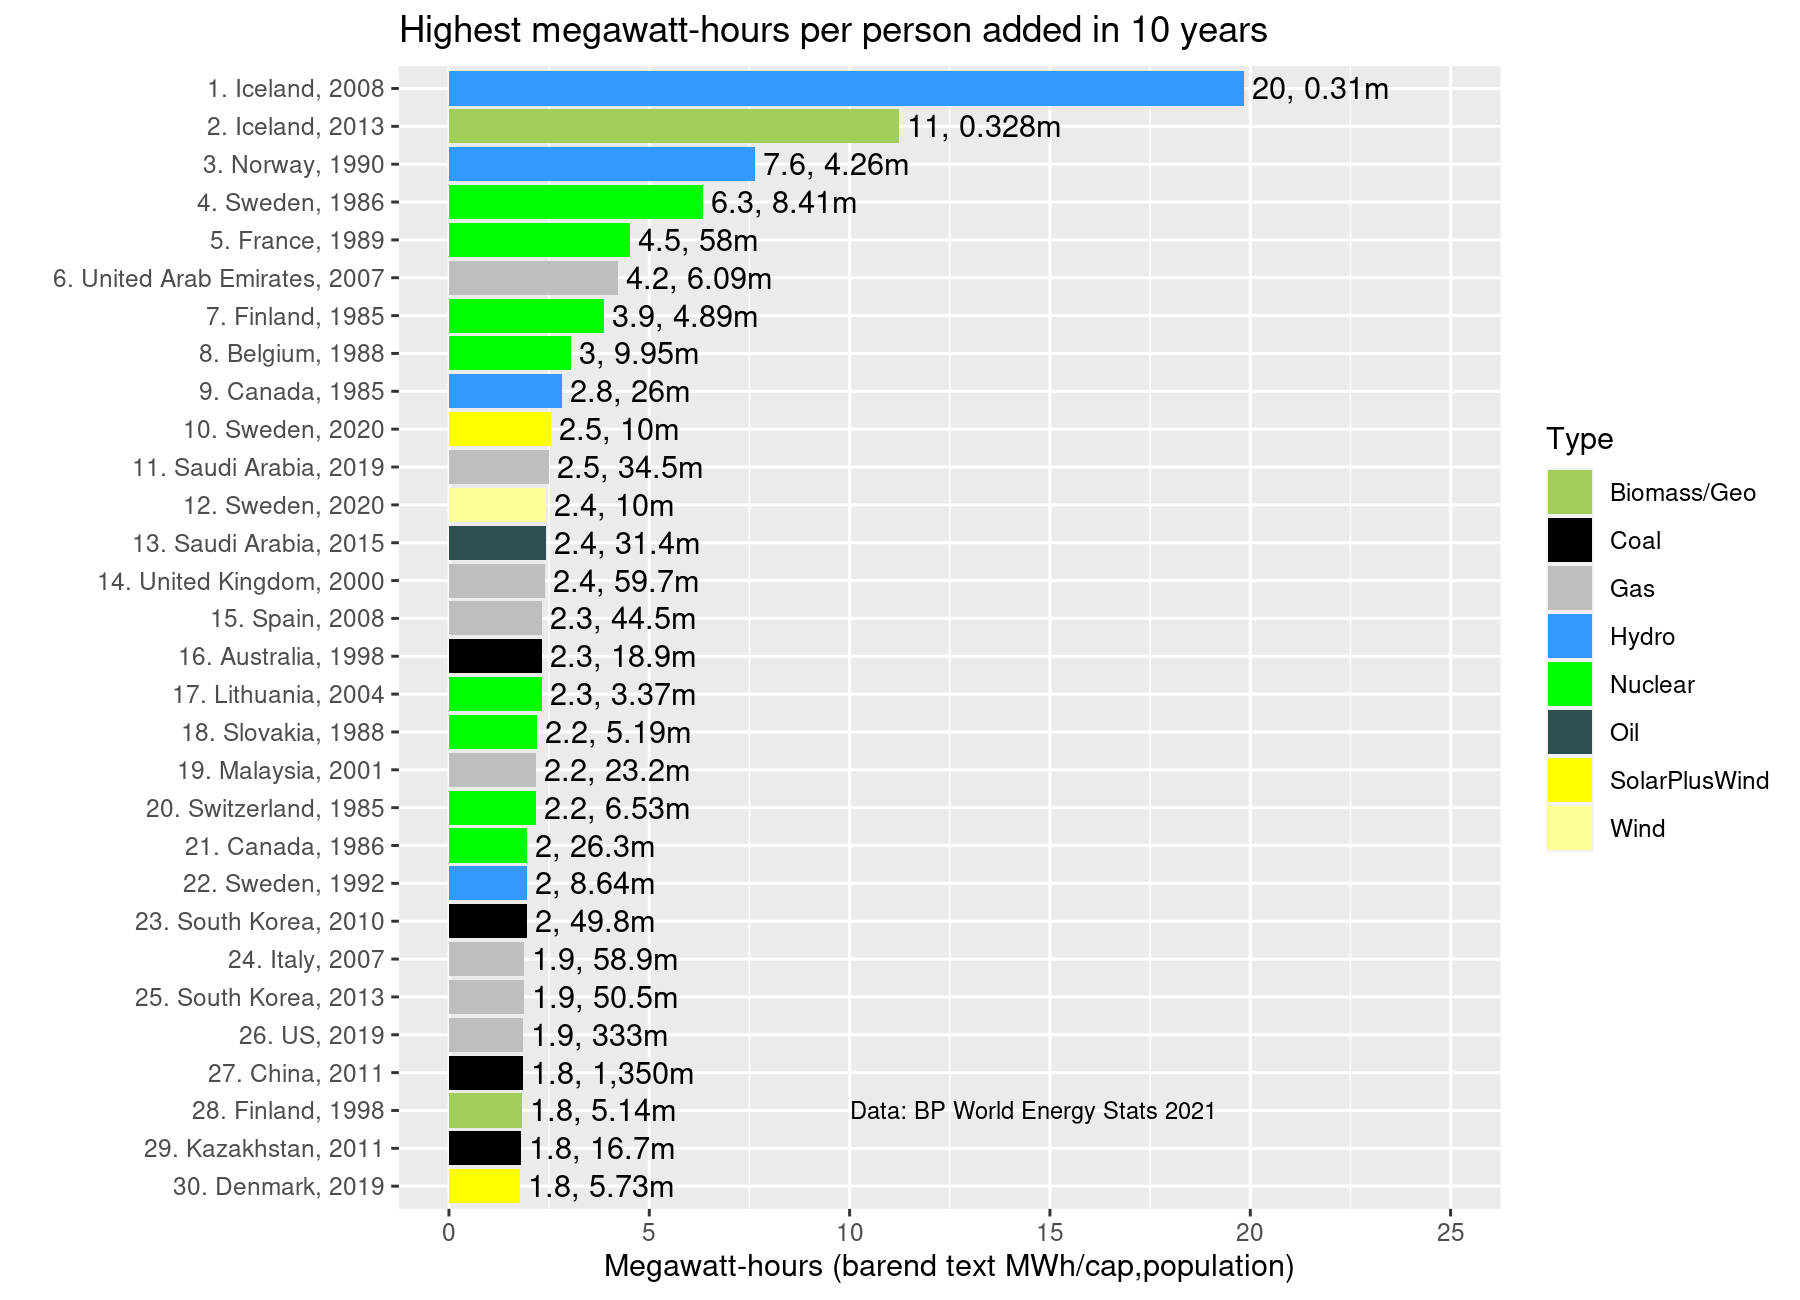 Highest megawatt-hours per person added in 10 years
1. Iceland, 2008 20, 0.31m
2. Iceland, 2013 11, 0.328m
3. Norway, 1990 7.6, 4.26m
4. Sweden, 1986 6.3, 8.41m
5. France, 1989 4.5, 58m
6. United Arab Emirates, 2007 4.2, 6.09m
7. Finland, 1985 3.9, 4.89m
8. Belgium, 1988 3, 9.95m
9. Canada, 1985 2.8, 26m
10. Sweden, 2020 2.5, 10m
11. Saudi Arabia, 2019 2.5, 34.5m
12. Sweden, 2020 2.4, 10m
13. Saudi Arabia, 2015 2.4, 31.4m
14. United Kingdom, 2000 2.4, 59.7m
15. Spain, 2008 2.3, 44.5m
16. Australia, 1998 2.3, 18.9m
17. Lithuania, 2004 2.3, 3.37m
18. Slovakia, 1988 2.2, 5.19m
19. Malaysia, 2001 2.2, 23.2m
20. Switzerland, 1985 2.2, 6.53m
21. Canada, 1986 2, 26.3m
22. Sweden, 1992 2, 8.64m
23. South Korea, 2010 2, 49.8m
24. Italy, 2007 1.9, 58.9m
25. South Korea, 2013 1.9, 50.5m
26. US, 2019 1.9, 333m
27. China, 2011 1.8, 1,350m
28. Finland, 1998 1.8, 5.14m Data: BP World Energy Stats 2021
29. Kazakhstan, 2011 1.8, 16.7m
30. Denmark, 2019 1.8, 5.73m
0 5 10 15 20 25
Megawatt-hours (barend text MWh/cap,population)
Type
Biomass/Geo
Coal
Gas
Hydro
Nuclear
Oil
SolarPlusWind
Wind